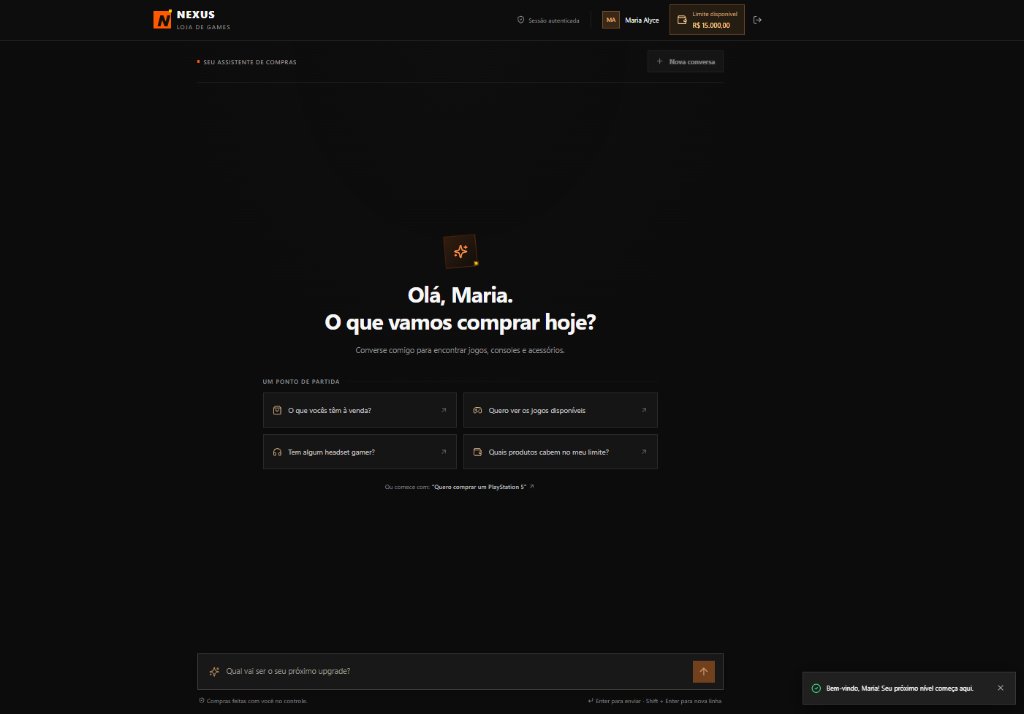 NEXUS
LOJA DE GAMES
Sessão autenticada
MA
Maria Alyce
Limite disponível
R$ 15.000,00
SEU ASSISTENTE DE COMPRAS
+ Nova conversa
Olá, Maria.
O que vamos comprar hoje?
Converse comigo para encontrar jogos, consoles e acessórios.
UM PONTO DE PARTIDA
O que vocês têm à venda?
Quero ver os jogos disponíveis
Tem algum headset gamer?
Quais produtos cabem no meu limite?
Ou comece com: "Quero comprar um PlayStation 5"
Qual vai ser o seu próximo upgrade?
Compras feitas com você no controle.
Enter para enviar · Shift + Enter para nova linha
Bem-vindo, Maria! Seu próximo nível começa aqui.